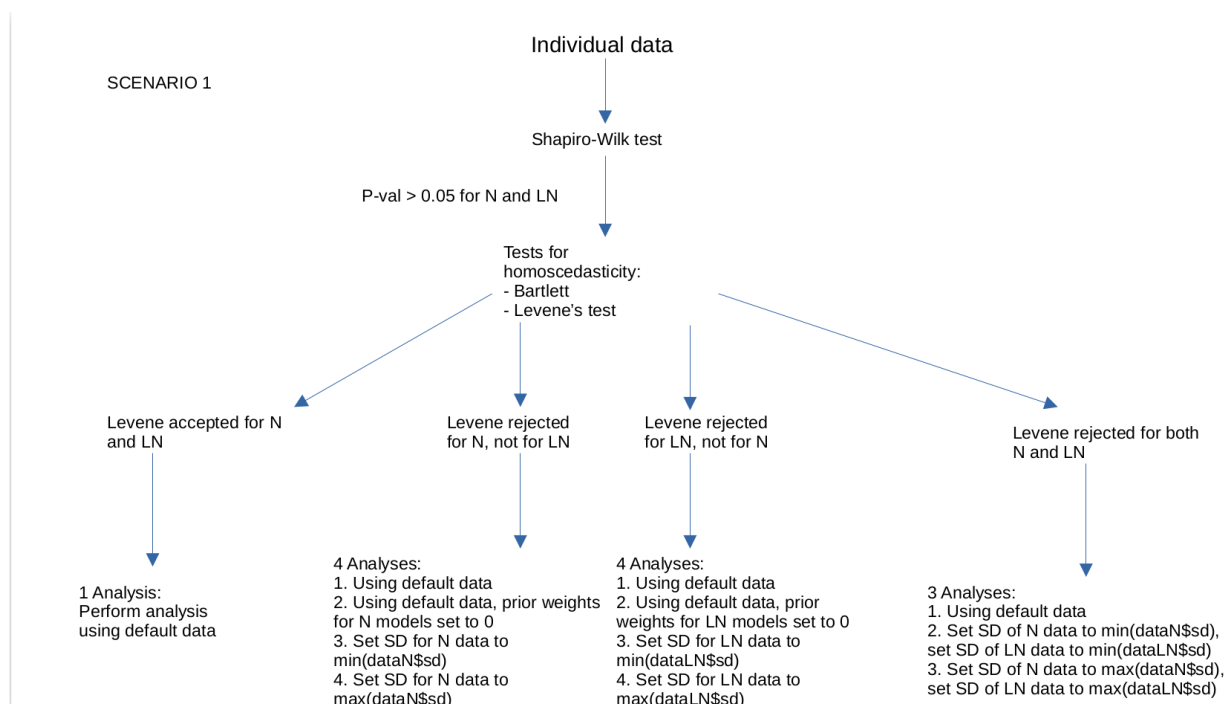 Individual data
SCENARIO 1
Shapiro-Wilk test
P-val > 0.05 for N and LN
Tests for
homoscedasticity:
- Bartlett
- Levene's test
Levene accepted for N
and LN
Levene rejected
for N, not for LN
Levene rejected
for LN, not for N
Levene rejected for both
N and LN
1 Analysis:
Perform analysis
using default data
4 Analyses:
1. Using default data
2. Using default data, prior weights
for N models set to 0
3. Set SD for N data to
min(dataN$sd)
4. Set SD for N data to
max(dataN$sd)
4 Analyses:
1. Using default data
2. Using default data, prior
weights for LN models set to 0
3. Set SD for LN data to
min(dataLN$sd)
4. Set SD for LN data to
max(dataLN$sd)
3 Analyses:
1. Using default data
2. Set SD of N data to min(dataN$sd),
set SD of LN data to min(dataLN$sd)
3. Set SD of N data to max(dataN$sd),
set SD of LN data to max(dataLN$sd)